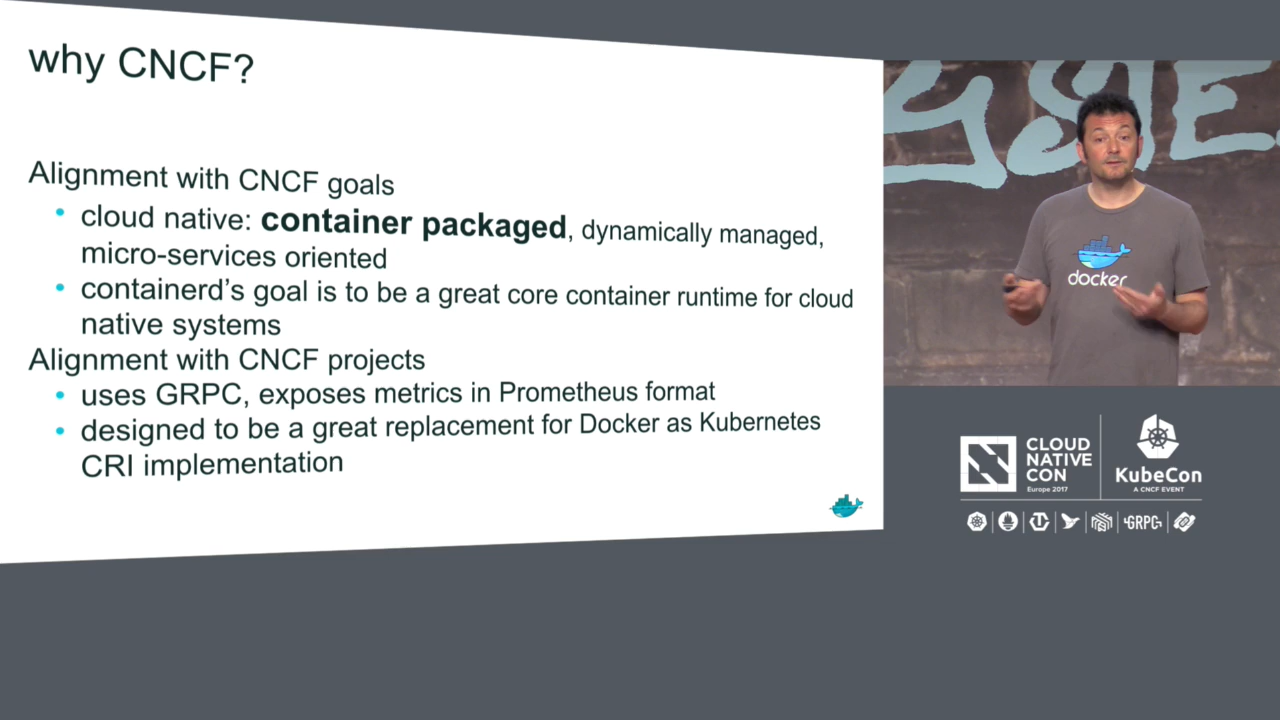 why CNCF?
Alignment with CNCF goals
• cloud native: container packaged, dynamically managed,
micro-services oriented
• containerd’s goal is to be a great core container runtime for cloud
native systems
Alignment with CNCF projects
• uses GRPC, exposes metrics in Prometheus format
• designed to be a great replacement for Docker as Kubernetes
CRI implementation
docker
CLOUD
NATIVE
CON
Europe 2017
KubeCon
A CNCF EVENT
GRPC